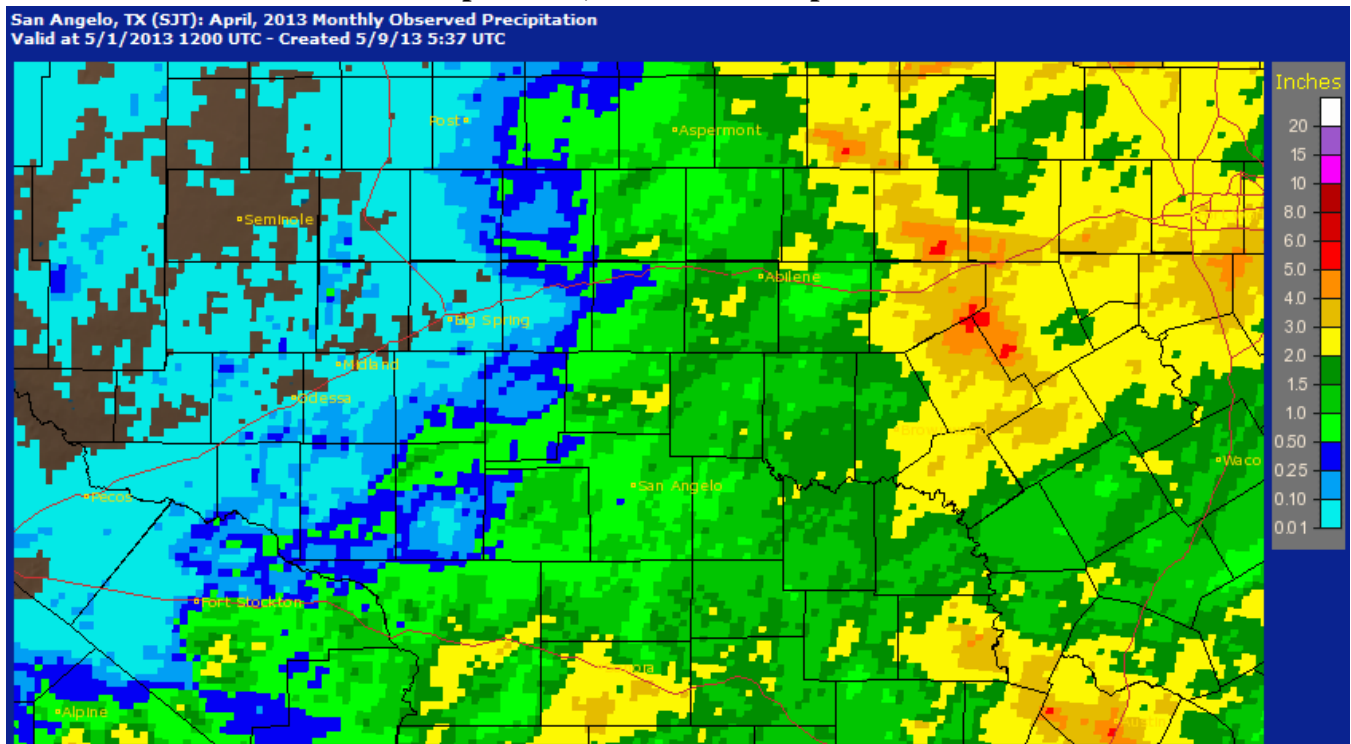 San Angelo, TX (SJT): April, 2013 Monthly Observed Precipitation
Valid at 5/1/2013 1200 UTC - Created 5/9/13 5:37 UTC
Inches
20
15
10
8.0
6.0
5.0
4.0
3.0
2.0
1.5
1.0
0.50
0.25
0.10
0.01
Post
Aspermont
Seminole
Abilene
Big Spring
Midland
Odessa
Waco
San Angelo
Pecos
Fort Stockton
Alpine
Austin